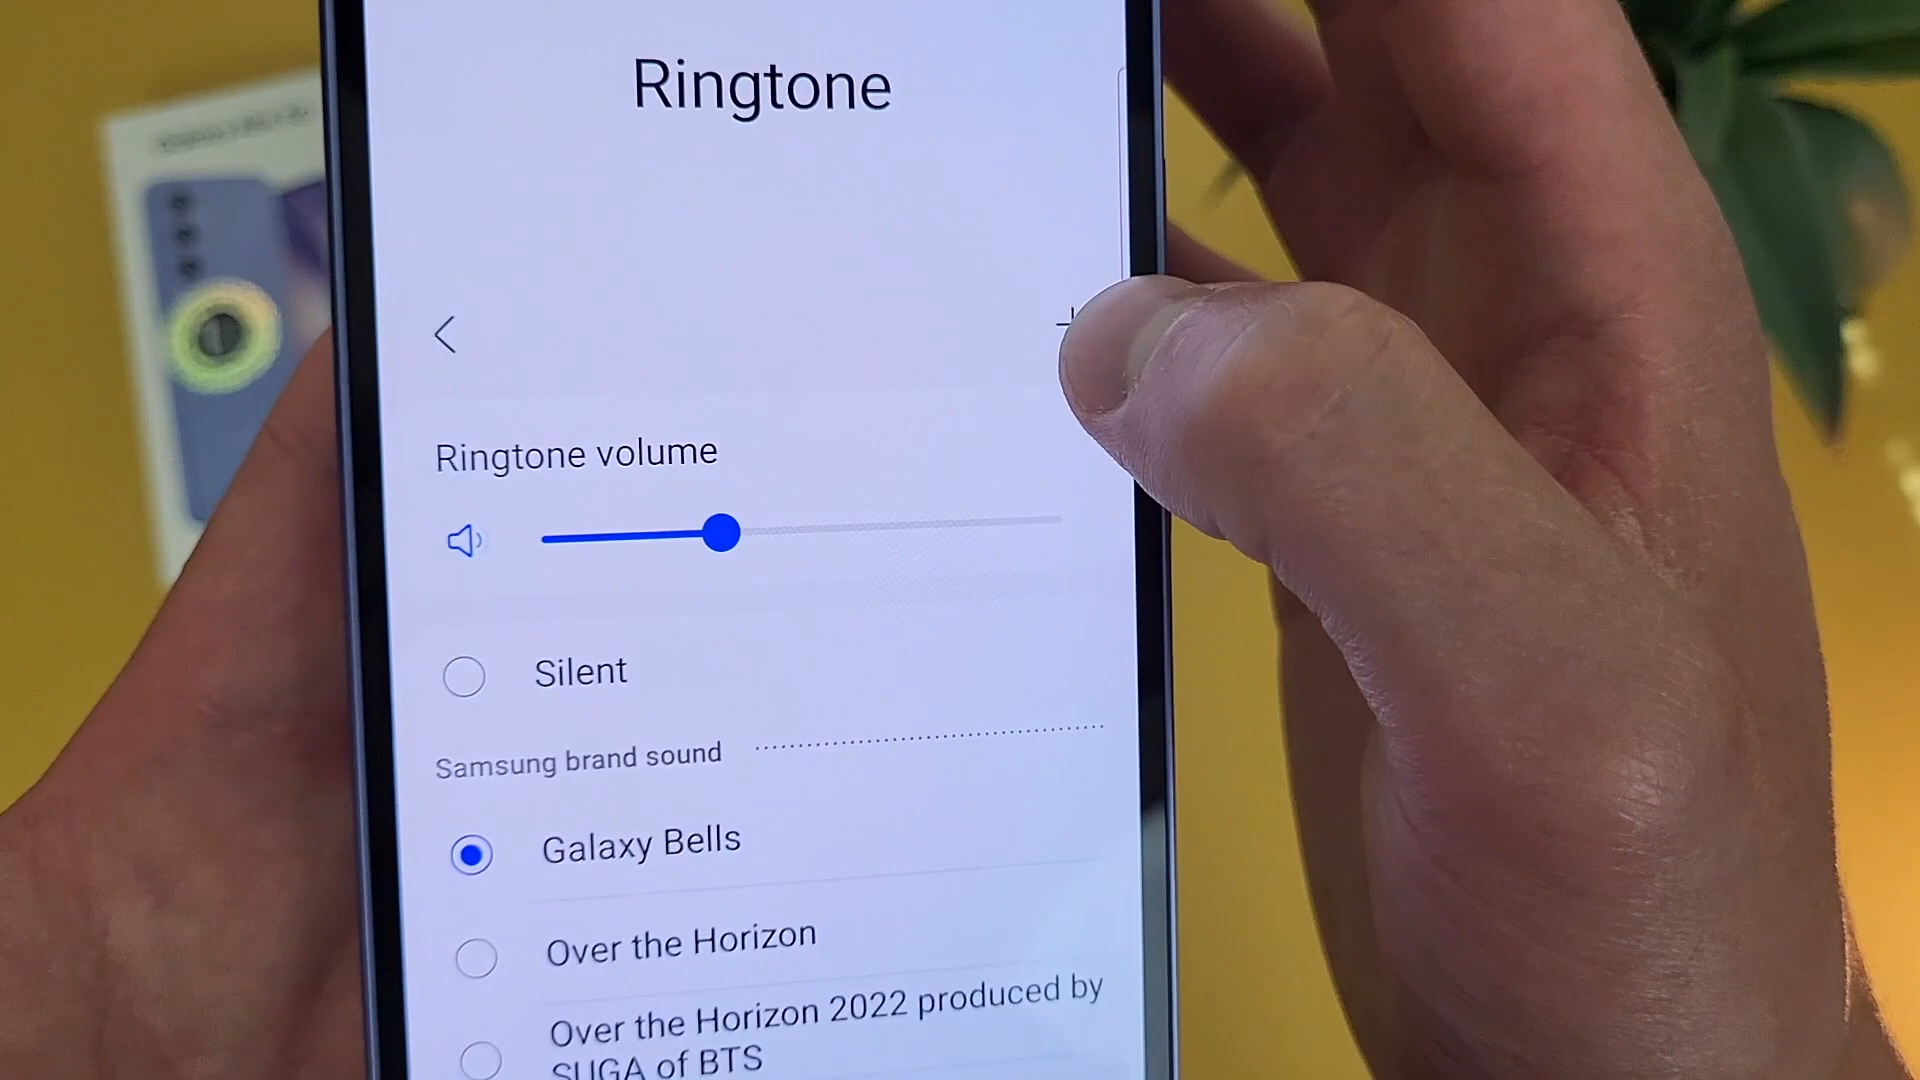 Ringtone
Ringtone volume
Silent
Samsung brand sound
Galaxy Bells
Over the Horizon
Over the Horizon 2022 produced by
SUGA of BTS